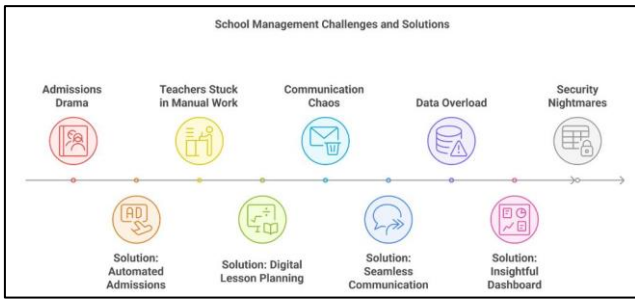 School Management Challenges and Solutions
Admissions
Drama
Teachers Stuck
in Manual Work
Communication
Chaos
Data Overload
Security
Nightmares
AD
Solution:
Automated
Admissions
Solution: Digital
Lesson Planning
Solution:
Seamless
Communication
Solution:
Insightful
Dashboard